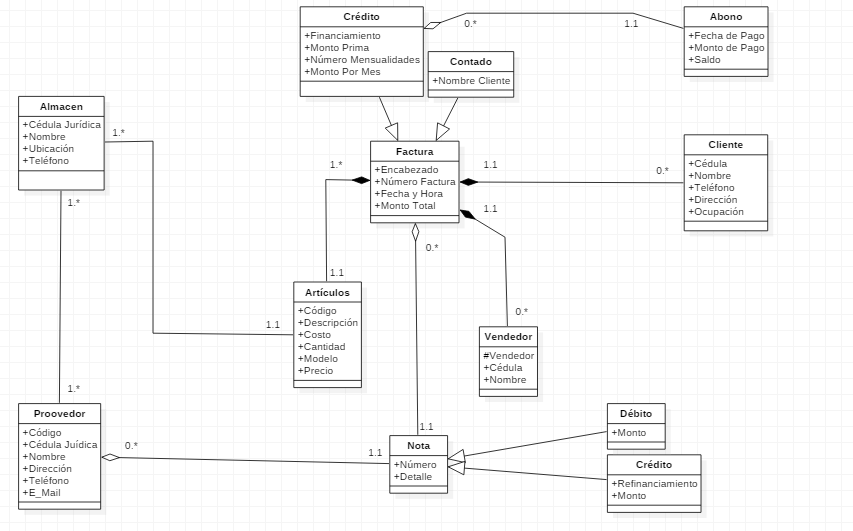 Crédito
+Financiamiento
+Monto Prima
+Número Mensualidades
+Monto Por Mes
0.*
1.1
Abono
+Fecha de Pago
+Monto de Pago
+Saldo
Contado
+Nombre Cliente
Almacen
+Cédula Jurídica
+Nombre
+Ubicación
+Teléfono
1.*
1.*
Factura
+Encabezado
+Número Factura
+Fecha y Hora
+Monto Total
1.*
1.1
0.*
1.1
0.*
Cliente
+Cédula
+Nombre
+Teléfono
+Dirección
+Ocupación
1.1
1.1
Artículos
+Código
+Descripción
+Costo
+Cantidad
+Modelo
+Precio
0.*
Vendedor
#Vendedor
+Cédula
+Nombre
1.*
Proovedor
+Código
+Cédula Juídica
+Nombre
+Dirección
+Teléfono
+E_Mail
0.*
1.1
1.1
Nota
+Número
+Detalle
Débito
+Monto
Crédito
+Refinanciamiento
+Monto